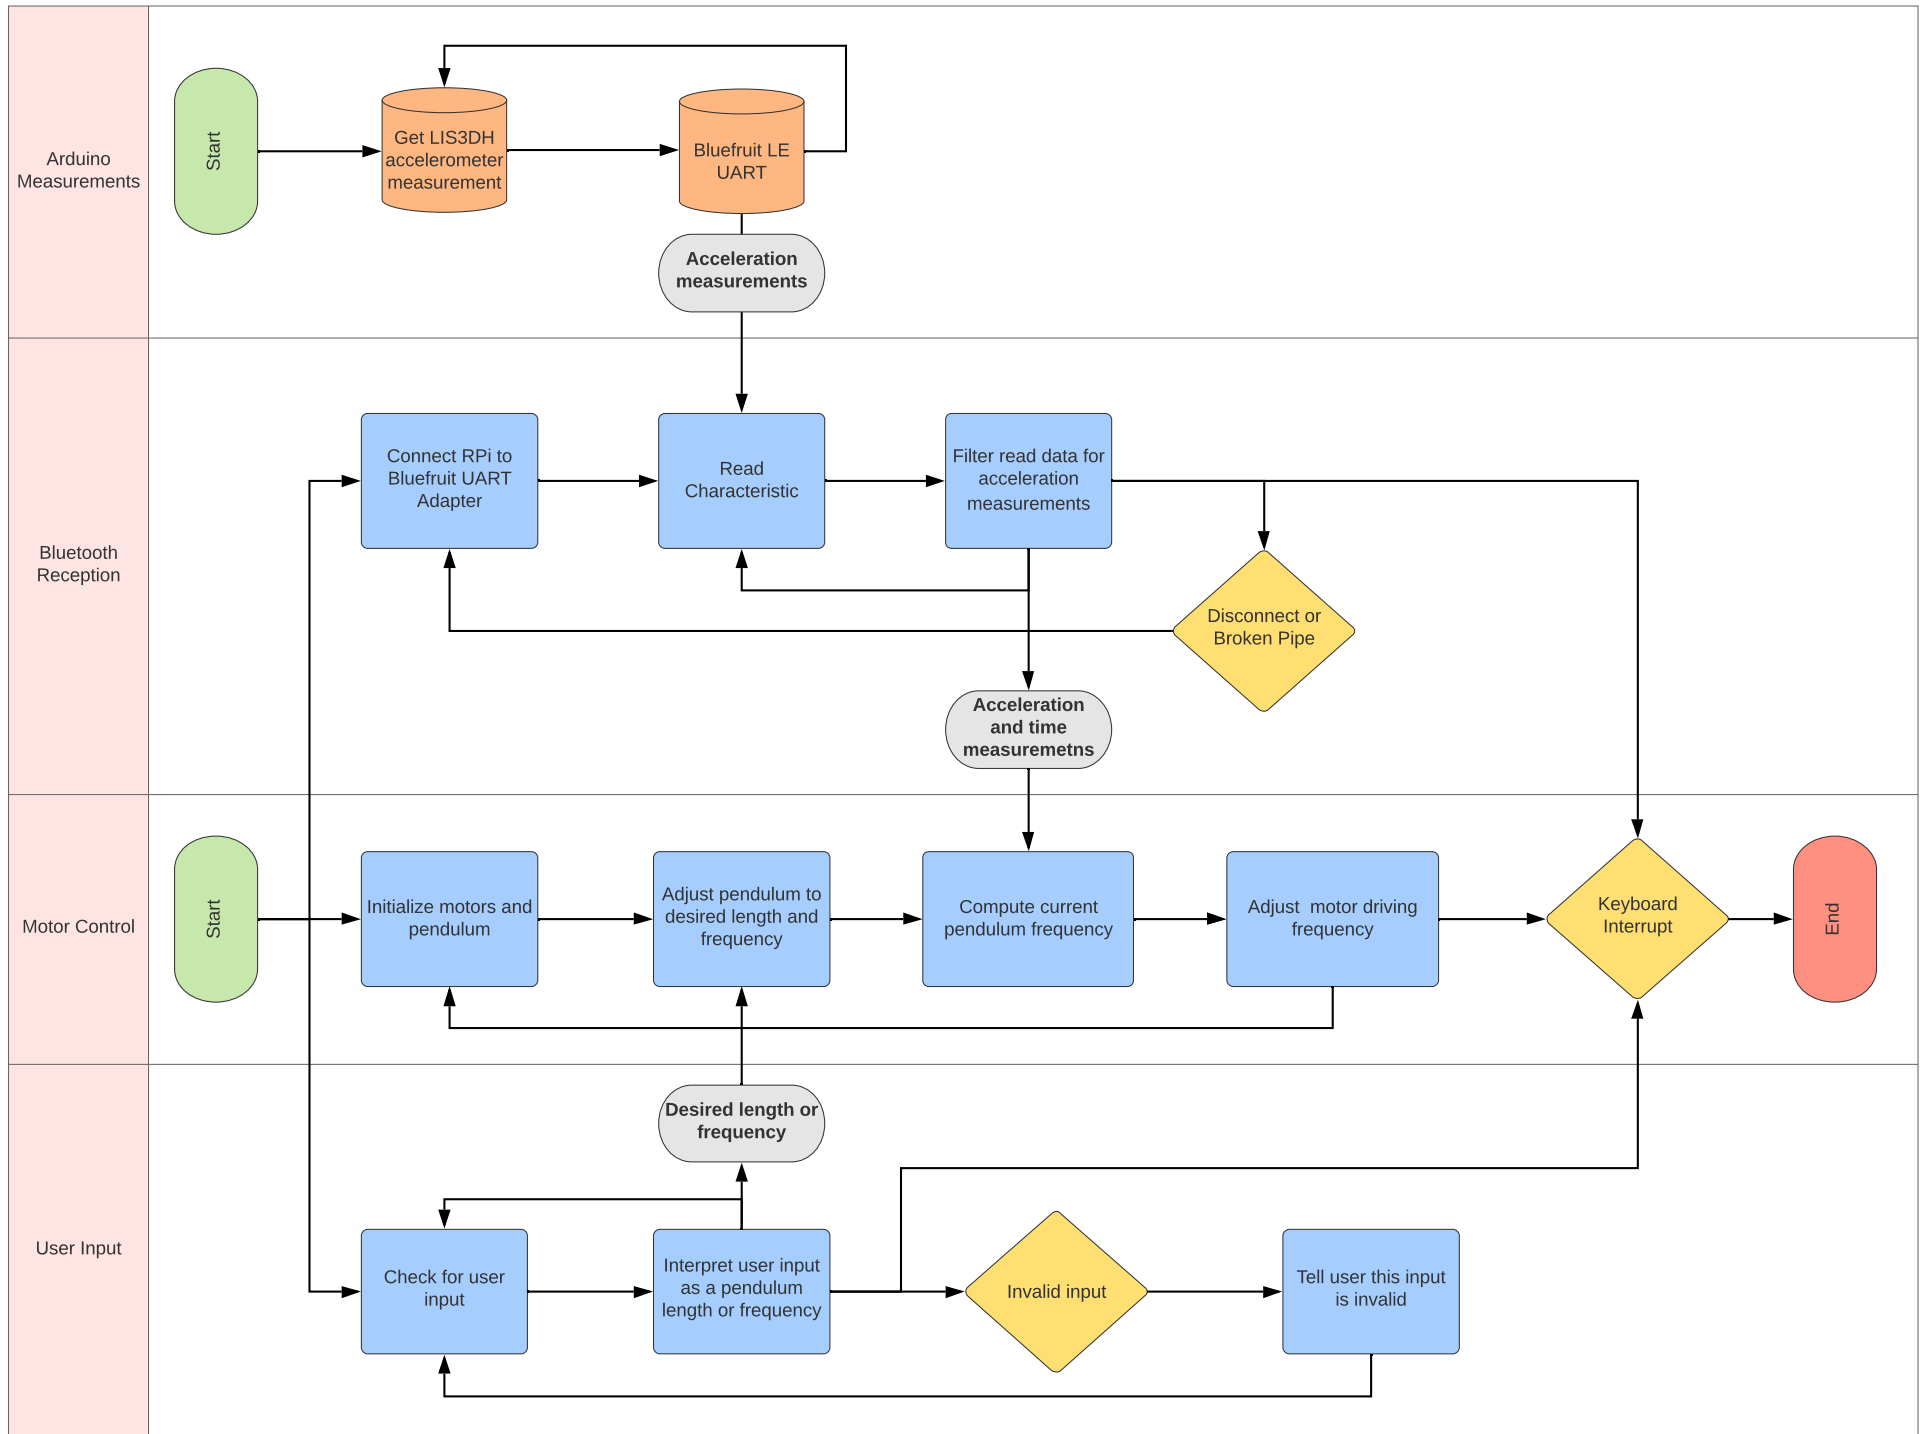 Arduino
Measurements
Start
Get LIS3DH
accelerometer
measurement
Bluefruit LE
UART
Acceleration
measurements
Bluetooth
Reception
Connect RPi to
Bluefruit UART
Adapter
Read
Characteristic
Filter read data for
acceleration
measurements
Disconnect or
Broken Pipe
Acceleration
and time
measuremetns
Motor Control
Start
Initialize motors and
pendulum
Adjust pendulum to
desired length and
frequency
Compute current
pendulum frequency
Adjust motor driving
frequency
Keyboard
Interrupt
End
Desired length or
frequency
User Input
Check for user
input
Interpret user input
as a pendulum
length or frequency
Invalid input
Tell user this input
is invalid